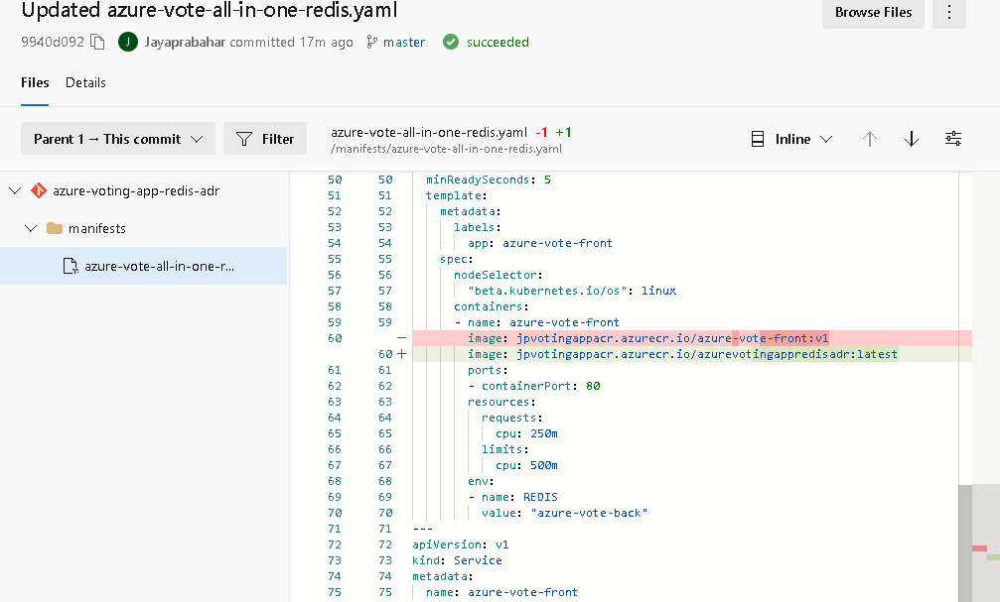 Updated azure-vote-all-in-one-redis.yaml
Browse Files
9940d092 J Jayaprabahar committed 17m ago master succeeded
Files Details
Parent 1 → This commit Filter azure-vote-all-in-one-redis.yaml -1 +1 Inline
/manifests/azure-vote-all-in-one-redis.yaml
azure-voting-app-redis-adr
manifests
azure-vote-all-in-one-r...
50 50 minReadySeconds: 5
51 51 template:
52 52 metadata:
53 53 labels:
54 54 app: azure-vote-front
55 55 spec:
56 56 nodeSelector:
57 57 "beta.kubernetes.io/os": linux
58 58 containers:
59 59 - name: azure-vote-front
60 — image: jpvotingappacr.azurecr.io/azure-vote-front:v1
60 + image: jpvotingappacr.azurecr.io/azurevotingappredisadr:latest
61 61 ports:
62 62 - containerPort: 80
63 63 resources:
64 64 requests:
65 65 cpu: 250m
66 66 limits:
67 67 cpu: 500m
68 68 env:
69 69 - name: REDIS
70 70 value: "azure-vote-back"
71 71 ---
72 72 apiVersion: v1
73 73 kind: Service
74 74 metadata:
75 75 name: azure-vote-front